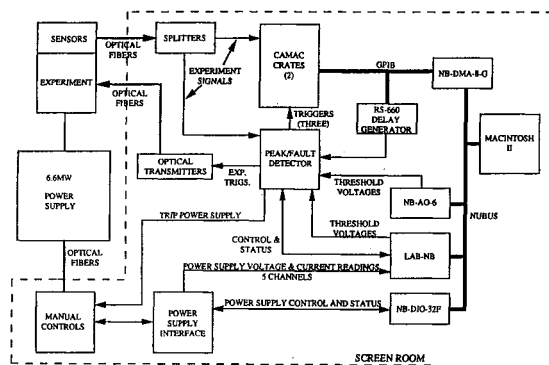 SENSORS
OPTICAL
FIBERS
SPLITTERS
EXPERIMENT
EXPERIMENT
SIGNALS
CAMAC
CRATES
(2)
GPIB
NB-DMA-8-G
OPTICAL
FIBERS
TRIGGERS
(THREE)
RS-660
DELAY
GENERATOR
MACINTOSH
II
OPTICAL
TRANSMITTERS
EXP.
TRIGS.
PEAK/FAULT
DETECTOR
THRESHOLD
VOLTAGES
NB-AO-6
6.6MW
POWER
SUPPLY
TRIP POWER SUPPLY
THRESHOLD
VOLTAGES
NUBUS
CONTROL &
STATUS
LAB-NB
OPTICAL
FIBERS
POWER SUPPLY VOLTAGE & CURRENT READINGS
5 CHANNELS
MANUAL
CONTROLS
POWER
SUPPLY
INTERFACE
POWER SUPPLY CONTROL AND STATUS
NB-DIO-32F
SCREEN ROOM